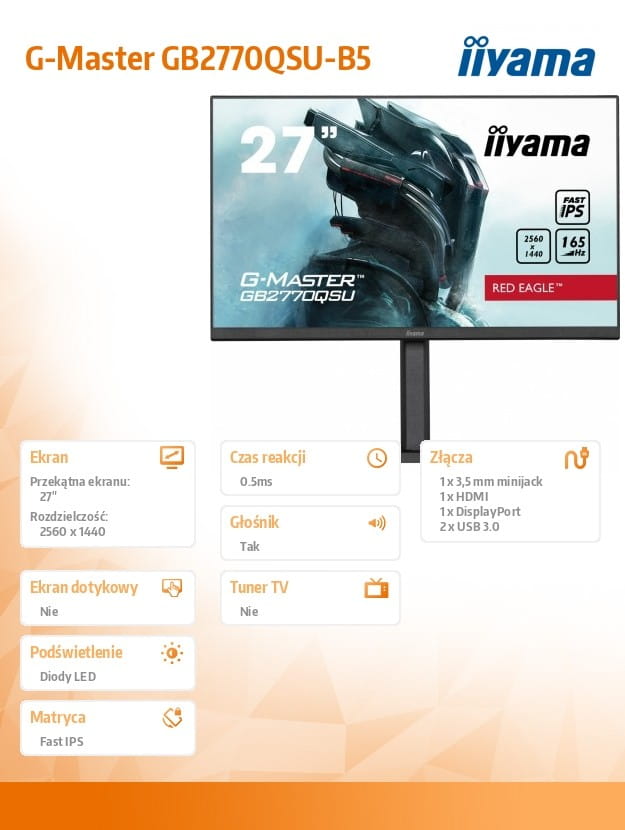 G-Master GB2770QSU-B5
iiyama
27"
iiyama
FAST
IPS
2560
x
1440
165
Hz
G-MASTER™
GB2770QSU
RED EAGLE™
iiyama
Ekran
Przekątna ekranu:
27"
Rozdzielczość:
2560 x 1440
Czas reakcji
0.5ms
Złącza
1 x 3,5 mm minijack
1 x HDMI
1 x DisplayPort
2 x USB 3.0
Głośnik
Tak
Ekran dotykowy
Nie
Tuner TV
Nie
Podświetlenie
Diody LED
Matryca
Fast IPS